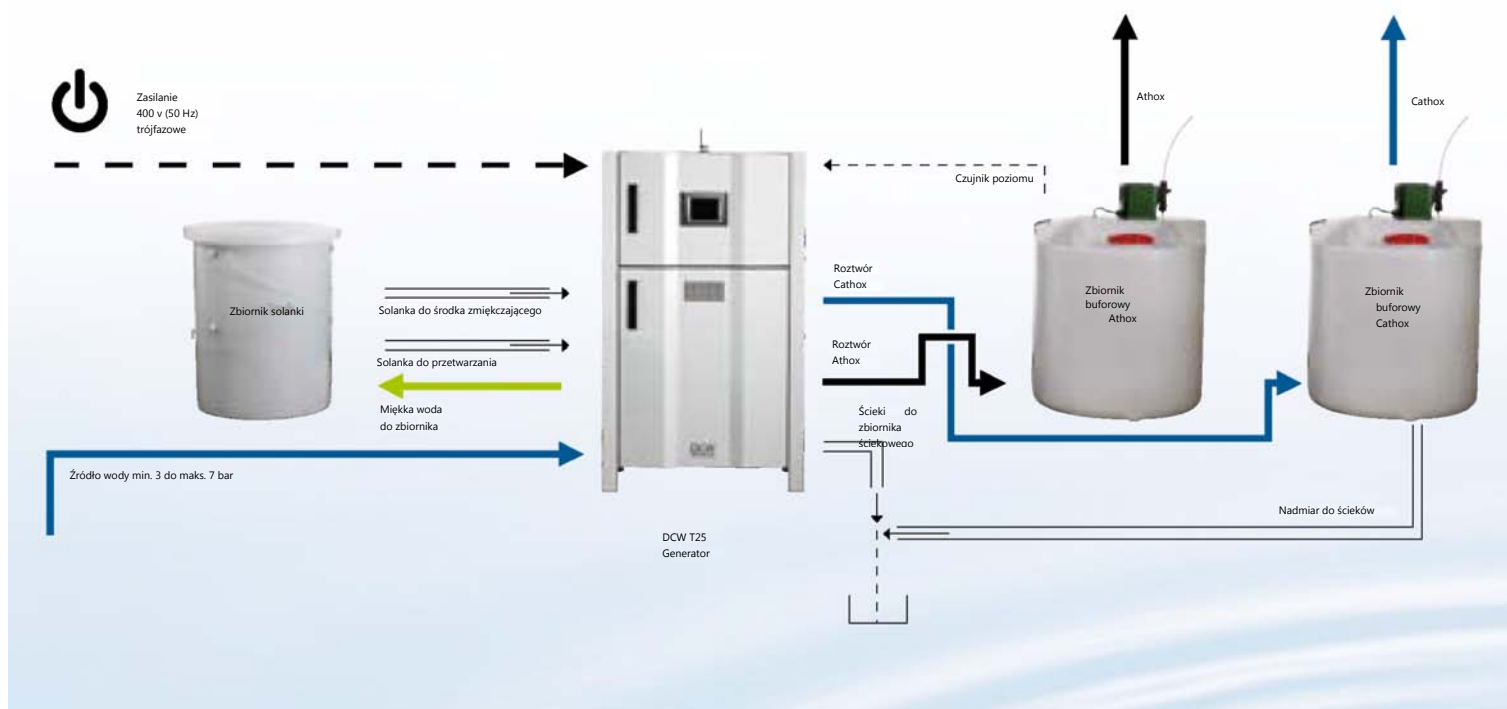 Zasilanie
400 v (50 Hz)
trójfazowe
Athox
Cathox
Czujnik poziomu
Zbiornik solanki
Solanka do środka zmiękczającego
Solanka do przetwarzania
Miękka woda
do zbiornika
Źródło wody min. 3 do maks. 7 bar
Roztwór
Cathox
Roztwór
Athox
Ścieki do
zbiornika
ściekowego
Zbiornik
buforowy
Athox
Zbiornik
buforowy
Cathox
Nadmiar do ścieków
DCW
DCW T25
Generator